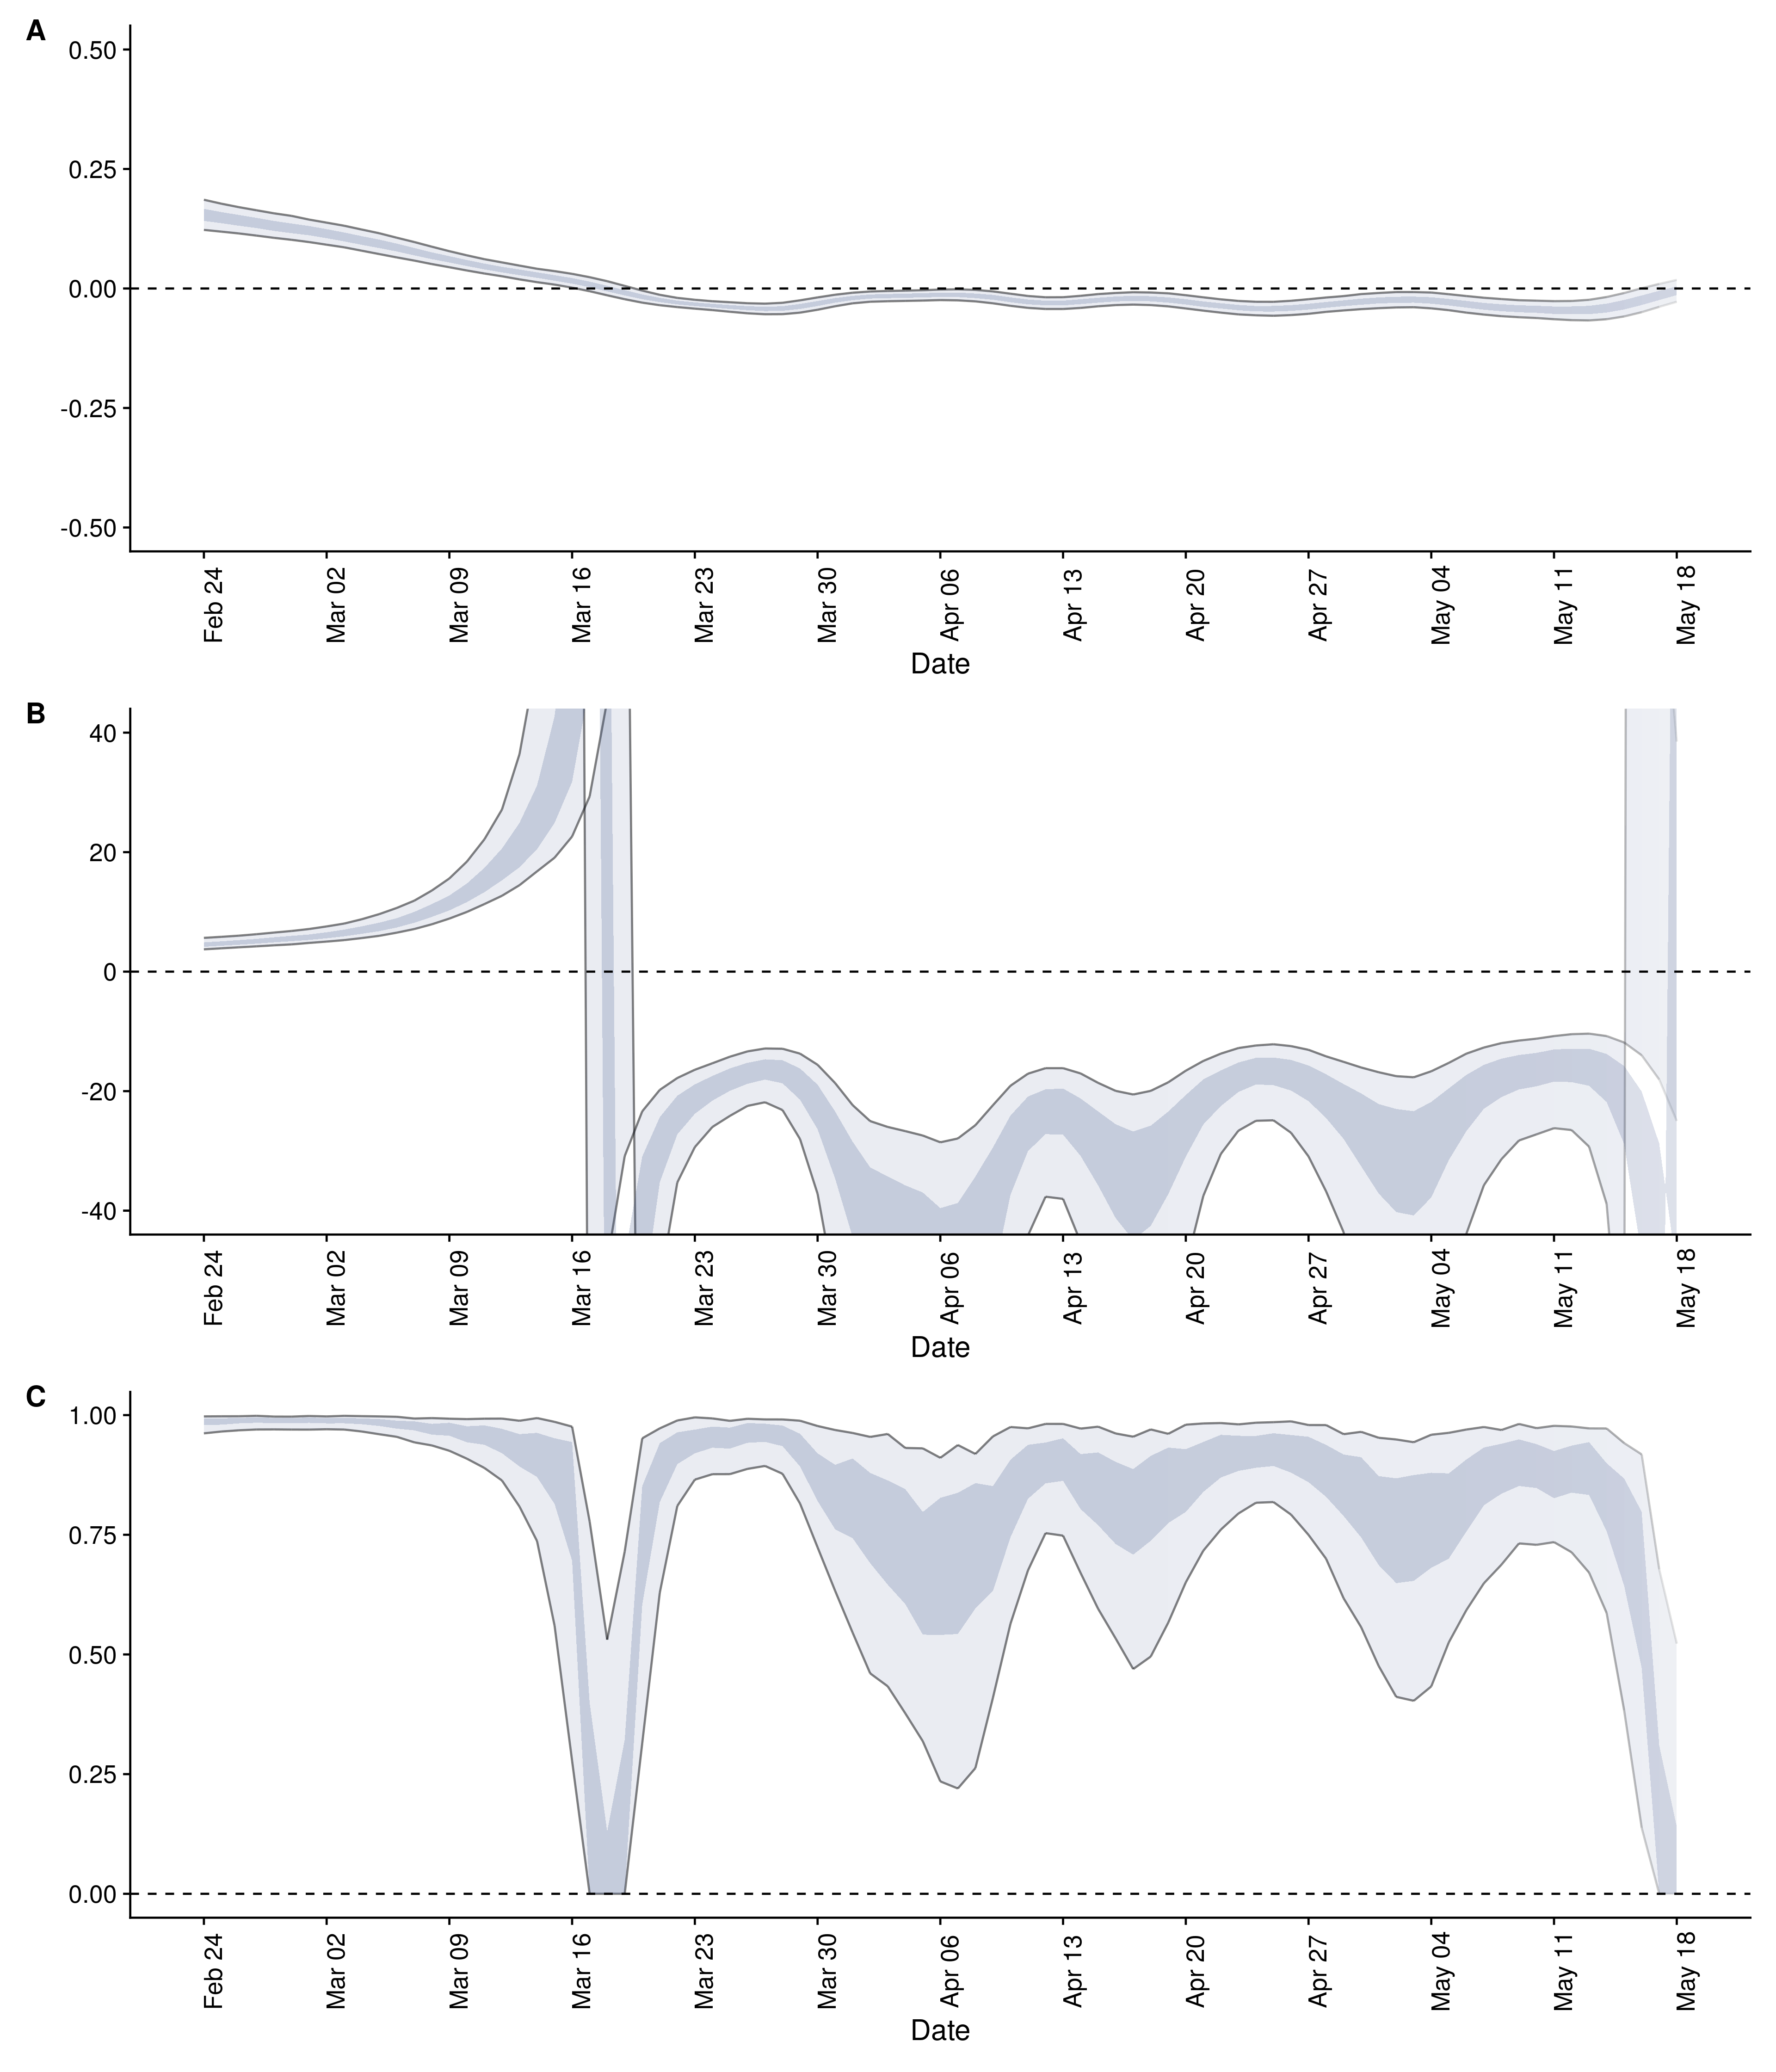 A
0.50
0.25
0.00
-0.25
-0.50
Feb 24
Mar 02
Mar 09
Mar 16
Mar 23
Mar 30
Apr 06
Apr 13
Apr 20
Apr 27
May 04
May 11
May 18
Date
B
40
20
0
-20
-40
Feb 24
Mar 02
Mar 09
Mar 16
Mar 23
Mar 30
Apr 06
Apr 13
Apr 20
Apr 27
May 04
May 11
May 18
Date
C
1.00
0.75
0.50
0.25
0.00
Feb 24
Mar 02
Mar 09
Mar 16
Mar 23
Mar 30
Apr 06
Apr 13
Apr 20
Apr 27
May 04
May 11
May 18
Date